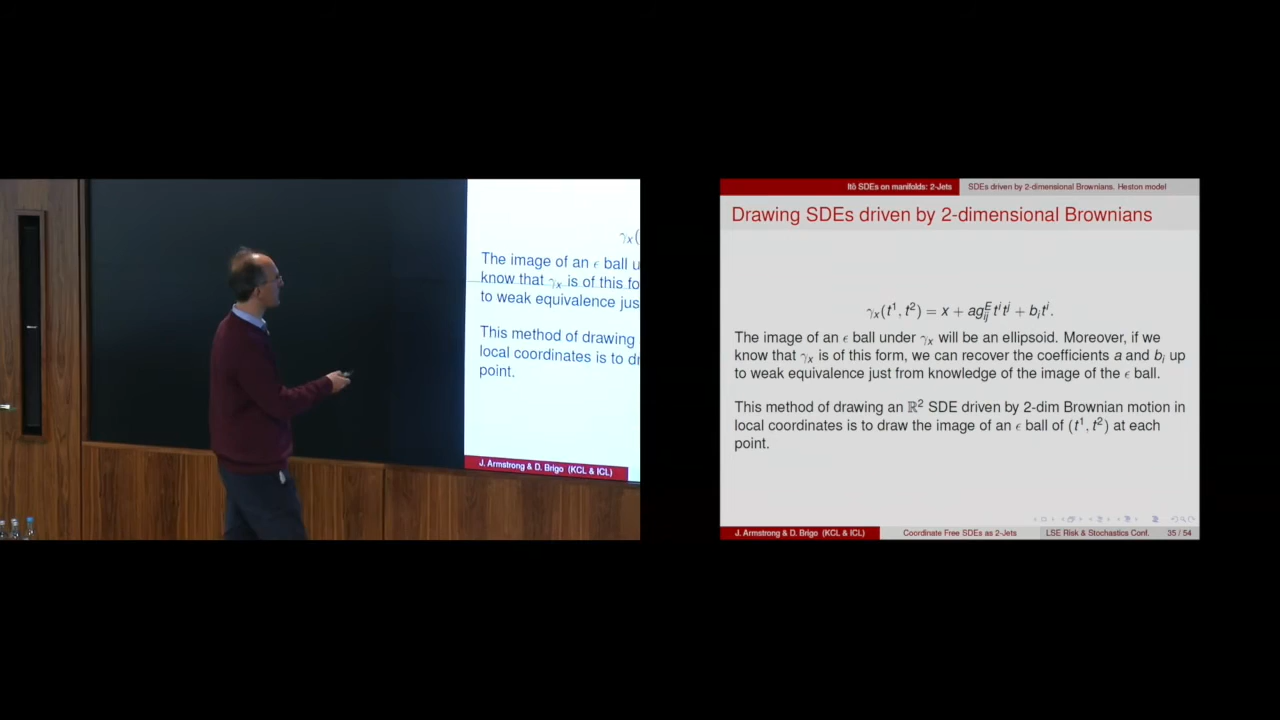 γₓ(
The image of an ϵ ball u
know that γₓ is of this fo
to weak equivalence jus
This method of drawing
local coordinates is to dr
point.
J. Armstrong & D. Brigo (KCL & ICL)
Itô SDEs on manifolds: 2-Jets SDEs driven by 2-dimensional Brownians. Heston model
Drawing SDEs driven by 2-dimensional Brownians
γₓ(t¹, t²) = x + ag^E_{ij} tⁱtʲ + bᵢtⁱ.
The image of an ϵ ball under γₓ will be an ellipsoid. Moreover, if we
know that γₓ is of this form, we can recover the coefficients a and bᵢ up
to weak equivalence just from knowledge of the image of the ϵ ball.
This method of drawing an ℝ² SDE driven by 2-dim Brownian motion in
local coordinates is to draw the image of an ϵ ball of (t¹, t²) at each
point.
J. Armstrong & D. Brigo (KCL & ICL) Coordinate Free SDEs as 2-Jets LSE Risk & Stochastics Conf. 35 / 54